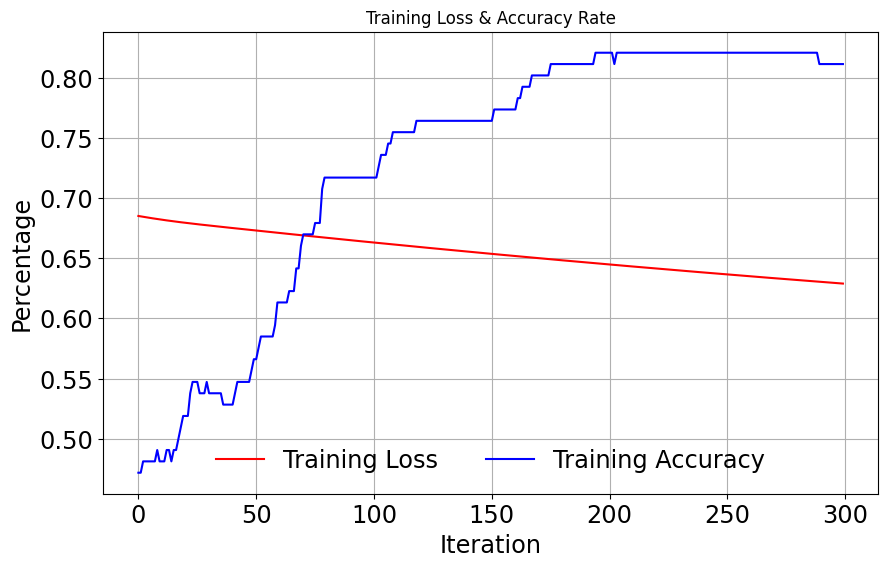 Training Loss & Accuracy Rate
Percentage
0.80
0.75
0.70
0.65
0.60
0.55
0.50
Training Loss
Training Accuracy
0 50 100 150 200 250 300
Iteration